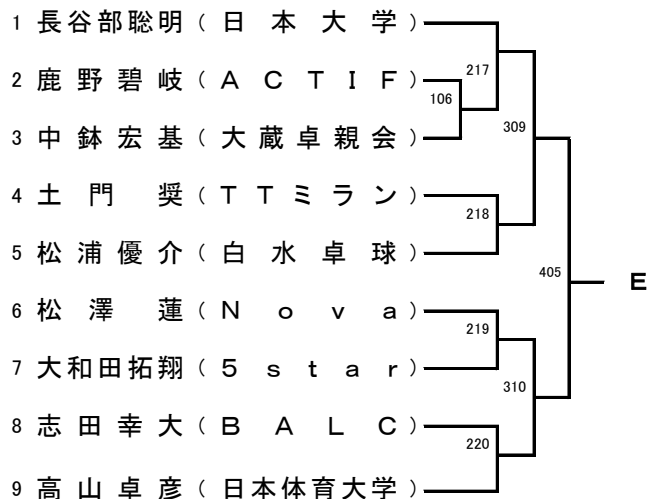 1 長谷部聡明 ( 日本大学 )
217
2 鹿野碧岐 ( ACTIF )
106
309
3 中鉢宏基 ( 大蔵卓親会 )
4 土門奨 ( TTミラン )
218
5 松浦優介 ( 白水卓球 )
405
E
6 松澤蓮 ( Nova )
219
7 大和田拓翔 ( 5star )
310
8 志田幸大 ( BALC )
220
9 高山卓彦 ( 日本体育大学 )